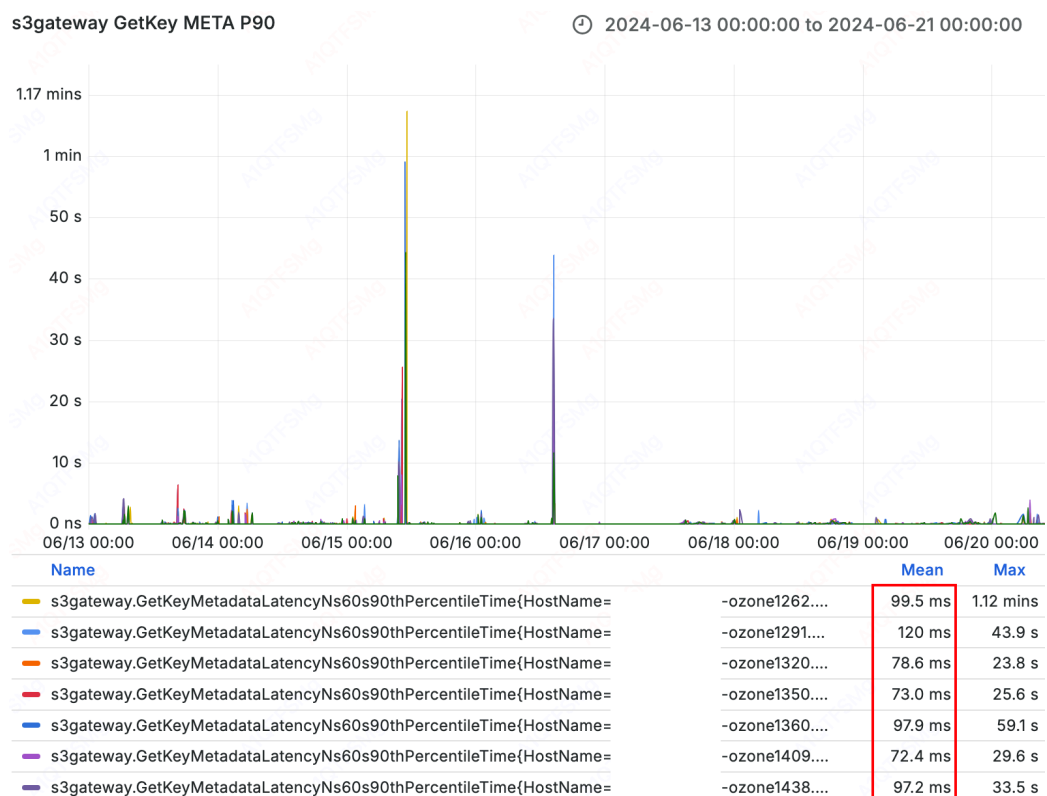 s3gateway GetKey META P90
2024-06-13 00:00:00 to 2024-06-21 00:00:00
1.17 mins
1 min
50 s
40 s
30 s
20 s
10 s
0 ns
06/13 00:00 06/14 00:00 06/15 00:00 06/16 00:00 06/17 00:00 06/18 00:00 06/19 00:00 06/20 00:00
Name Mean Max
s3gateway.GetKeyMetadataLatencyNs60s90thPercentileTime{HostName= -ozone1262.... 99.5 ms 1.12 mins
s3gateway.GetKeyMetadataLatencyNs60s90thPercentileTime{HostName= -ozone1291.... 120 ms 43.9 s
s3gateway.GetKeyMetadataLatencyNs60s90thPercentileTime{HostName= -ozone1320.... 78.6 ms 23.8 s
s3gateway.GetKeyMetadataLatencyNs60s90thPercentileTime{HostName= -ozone1350.... 73.0 ms 25.6 s
s3gateway.GetKeyMetadataLatencyNs60s90thPercentileTime{HostName= -ozone1360.... 97.9 ms 59.1 s
s3gateway.GetKeyMetadataLatencyNs60s90thPercentileTime{HostName= -ozone1409.... 72.4 ms 29.6 s
s3gateway.GetKeyMetadataLatencyNs60s90thPercentileTime{HostName= -ozone1438.... 97.2 ms 33.5 s